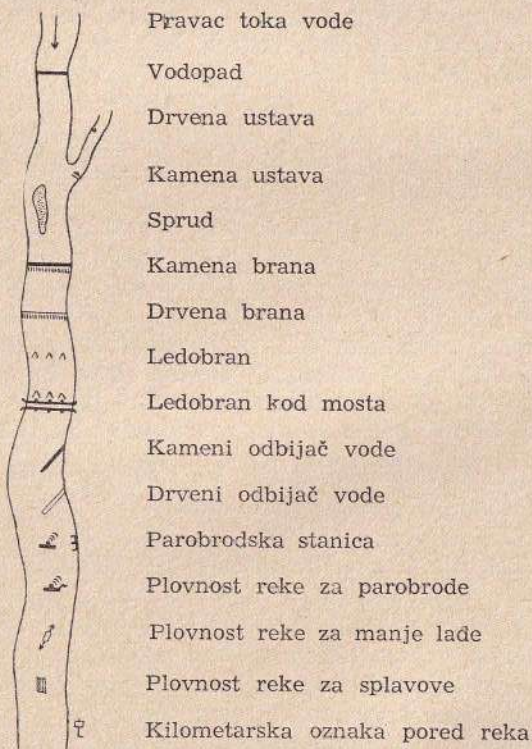 Pravac toka vode
Vodopad
Drvena ustava
Kamena ustava
Sprud
Kamena brana
Drvena brana
Ledobran
Ledobran kod mosta
Kameni odbijač vode
Drveni odbijač vode
Parobrodska stanica
Plovnost reke za parobrode
Plovnost reke za manje lađe
Plovnost reke za splavove
Kilometarska oznaka pored reka